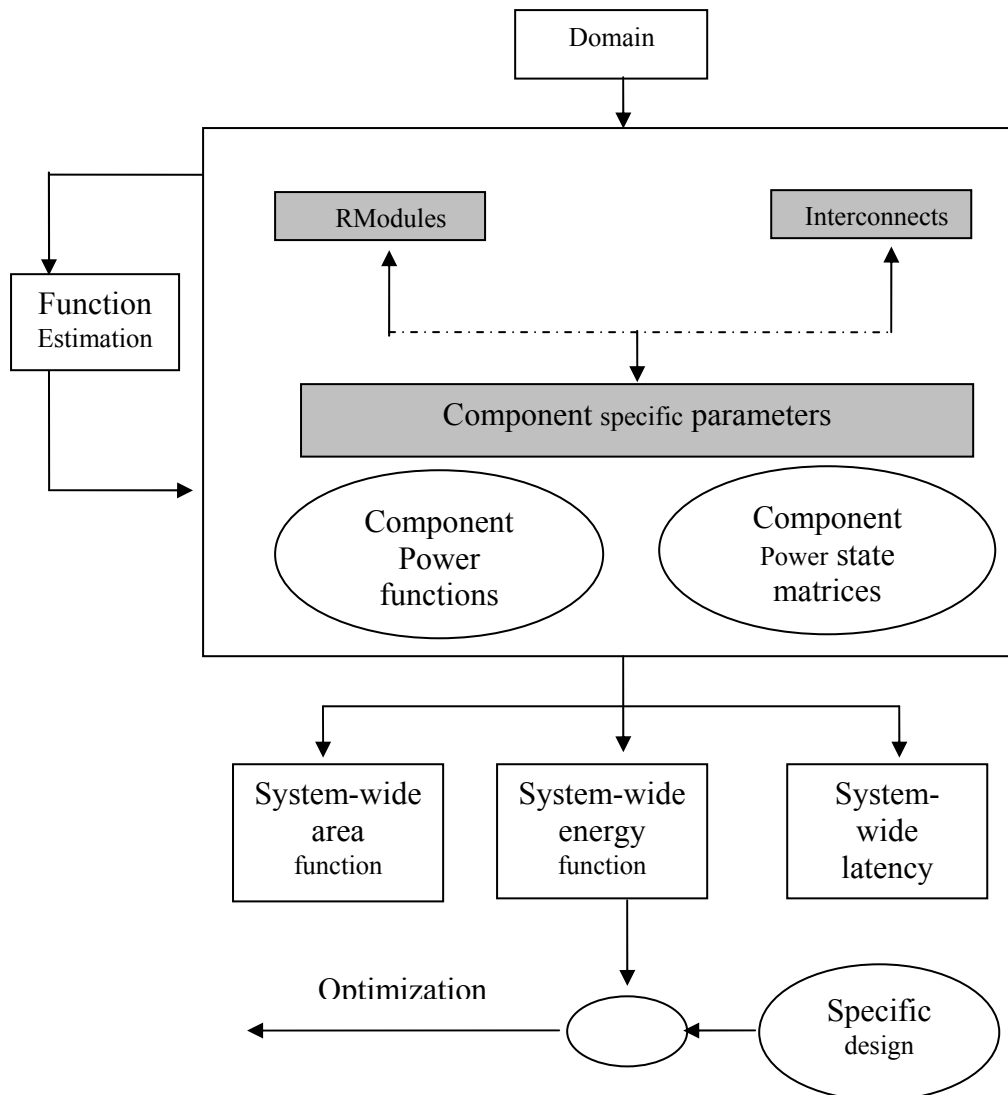 Domain
RModules
Interconnects
Function
Estimation
Component specific parameters
Component
Power
functions
Component
Power state
matrices
System-wide
area
function
System-wide
energy
function
System-
wide
latency
Optimization
Specific
design